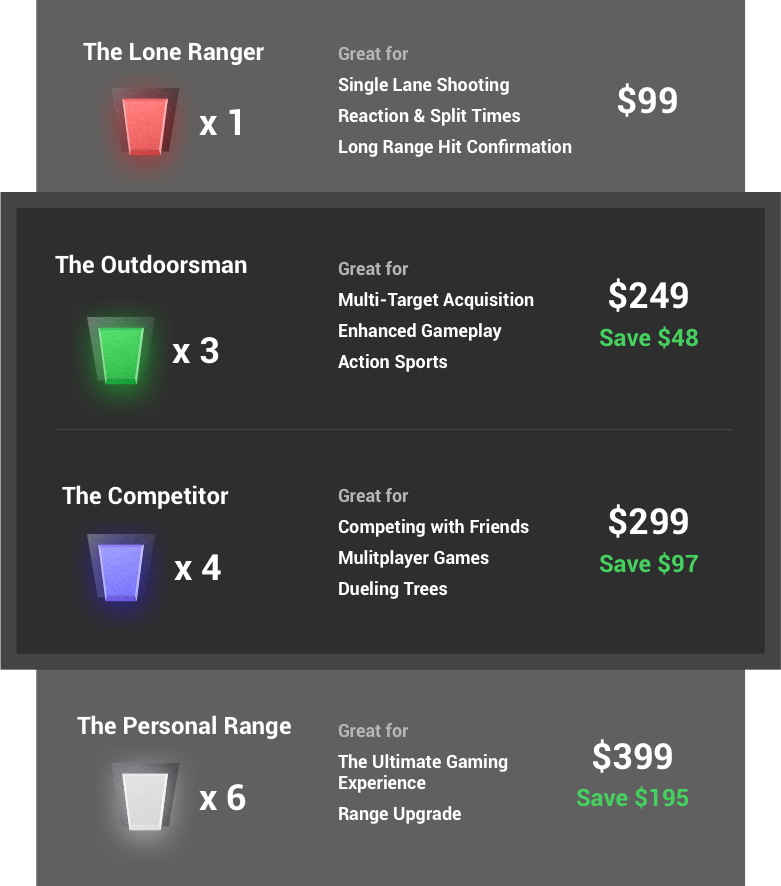 The Lone Ranger
x 1
Great for
Single Lane Shooting
Reaction & Split Times
Long Range Hit Confirmation
$99
The Outdoorsman
x 3
Great for
Multi-Target Acquisition
Enhanced Gameplay
Action Sports
$249
Save $48
The Competitor
x 4
Great for
Competing with Friends
Mulitplayer Games
Dueling Trees
$299
Save $97
The Personal Range
x 6
Great for
The Ultimate Gaming
Experience
Range Upgrade
$399
Save $195